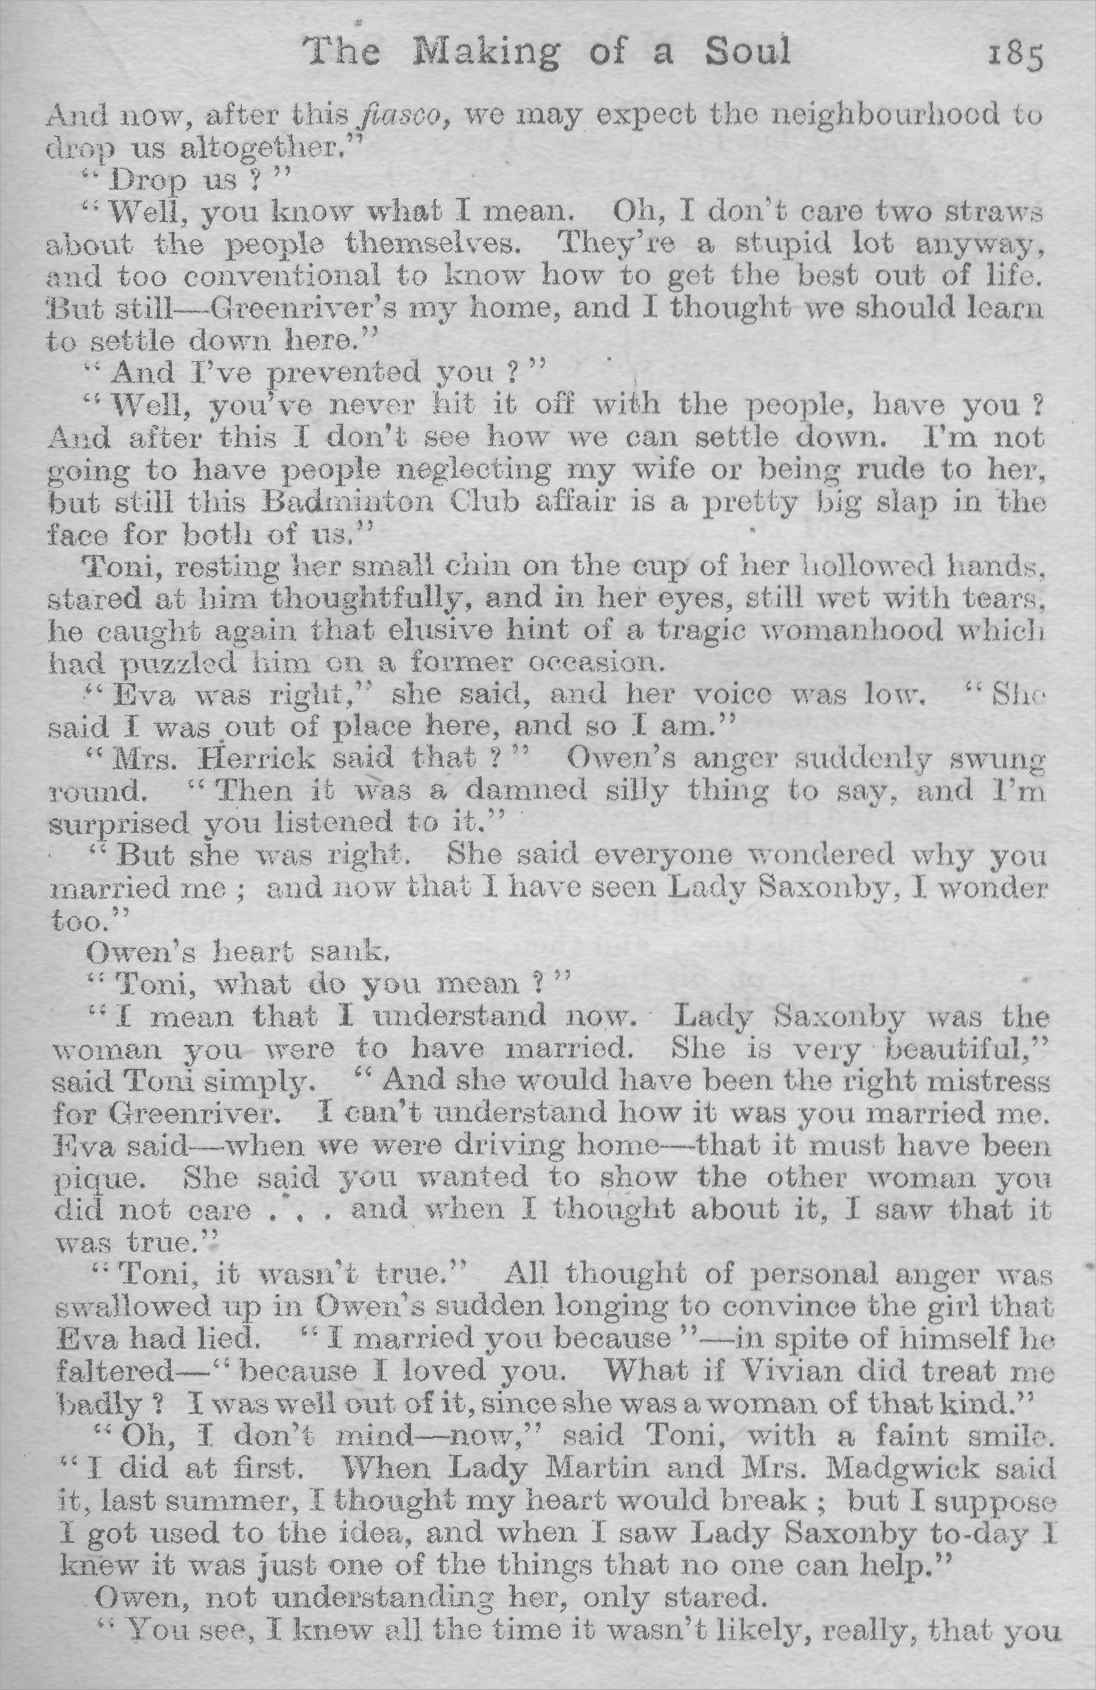 The Making of a Soul 185
And now, after this fiasco, we may expect the neighbourhood to
drop us altogether."
" Drop us ? "
" Well, you know what I mean. Oh, I don't care two straws
about the people themselves. They're a stupid lot anyway,
and too conventional to know how to get the best out of life.
But still—Greenriver's my home, and I thought we should learn
to settle down here."
" And I've prevented you ? "
" Well, you've never hit it off with the people, have you ?
And after this I don't see how we can settle down. I'm not
going to have people neglecting my wife or being rude to her,
but still this Badminton Club affair is a pretty big slap in the
face for both of us."
Toni, resting her small chin on the cup of her hollowed hands,
stared at him thoughtfully, and in her eyes, still wet with tears,
he caught again that elusive hint of a tragic womanhood which
had puzzled him on a former occasion.
" Eva was right," she said, and her voice was low. " She
said I was out of place here, and so I am."
" Mrs. Herrick said that ? " Owen's anger suddenly swung
round. " Then it was a damned silly thing to say, and I'm
surprised you listened to it."
" But she was right. She said everyone wondered why you
married me ; and now that I have seen Lady Saxonby, I wonder
too."
Owen's heart sank.
" Toni, what do you mean ? "
" I mean that I understand now. Lady Saxonby was the
woman you were to have married. She is very beautiful,"
said Toni simply. " And she would have been the right mistress
for Greenriver. I can't understand how it was you married me.
Eva said—when we were driving home—that it must have been
pique. She said you wanted to show the other woman you
did not care . . . and when I thought about it, I saw that it
was true."
" Toni, it wasn't true." All thought of personal anger was
swallowed up in Owen's sudden longing to convince the girl that
Eva had lied. " I married you because "—in spite of himself he
faltered—" because I loved you. What if Vivian did treat me
badly ? I was well out of it, since she was a woman of that kind."
" Oh, I don't mind—now," said Toni, with a faint smile.
" I did at first. When Lady Martin and Mrs. Madgwick said
it, last summer, I thought my heart would break ; but I suppose
I got used to the idea, and when I saw Lady Saxonby to-day I
knew it was just one of the things that no one can help."
Owen, not understanding her, only stared.
" You see, I knew all the time it wasn't likely, really, that you